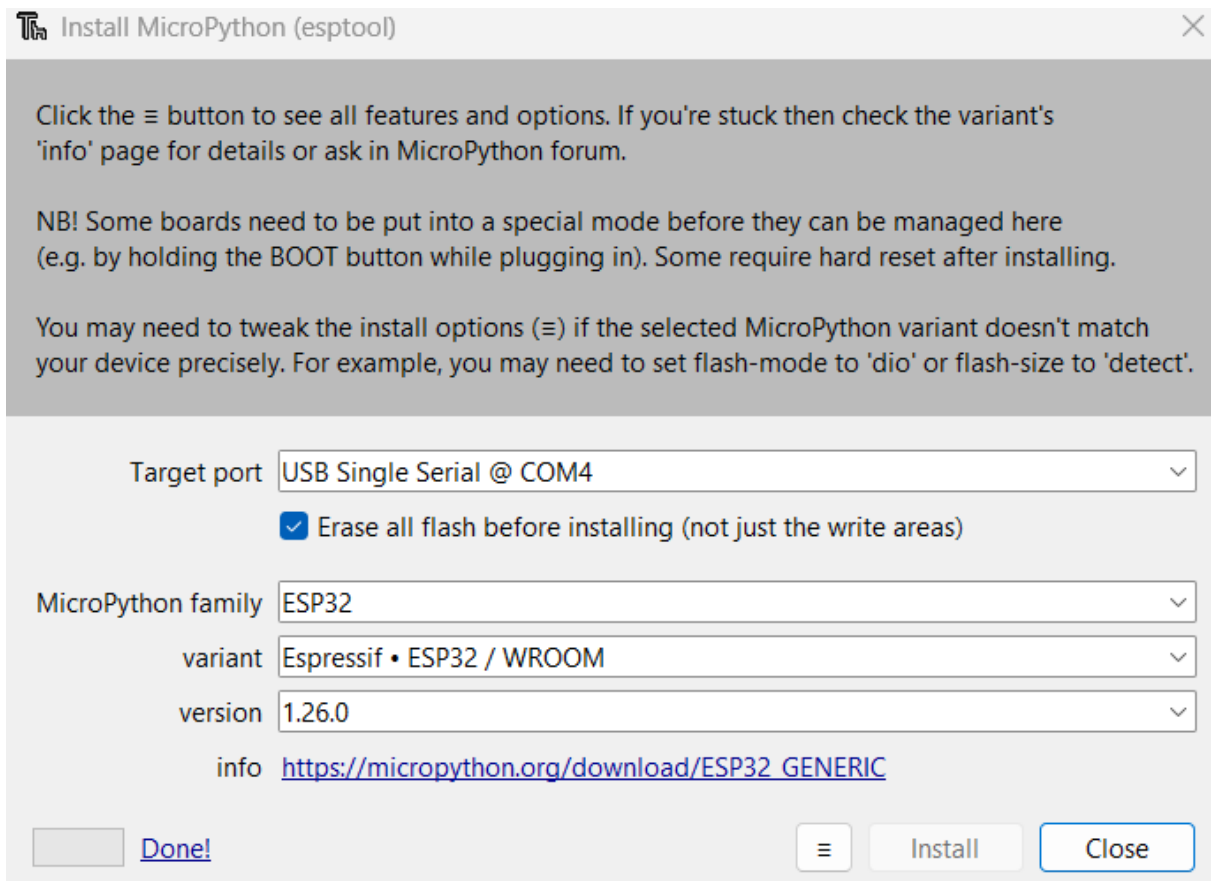 Install MicroPython (esptool)
Click the ≡ button to see all features and options. If you're stuck then check the variant's
'info' page for details or ask in MicroPython forum.
NB! Some boards need to be put into a special mode before they can be managed here
(e.g. by holding the BOOT button while plugging in). Some require hard reset after installing.
You may need to tweak the install options (≡) if the selected MicroPython variant doesn't match
your device precisely. For example, you may need to set flash-mode to 'dio' or flash-size to 'detect'.
Target port USB Single Serial @ COM4
Erase all flash before installing (not just the write areas)
MicroPython family ESP32
variant Espressif • ESP32 / WROOM
version 1.26.0
info https://micropython.org/download/ESP32_GENERIC
Done! ≡ Install Close